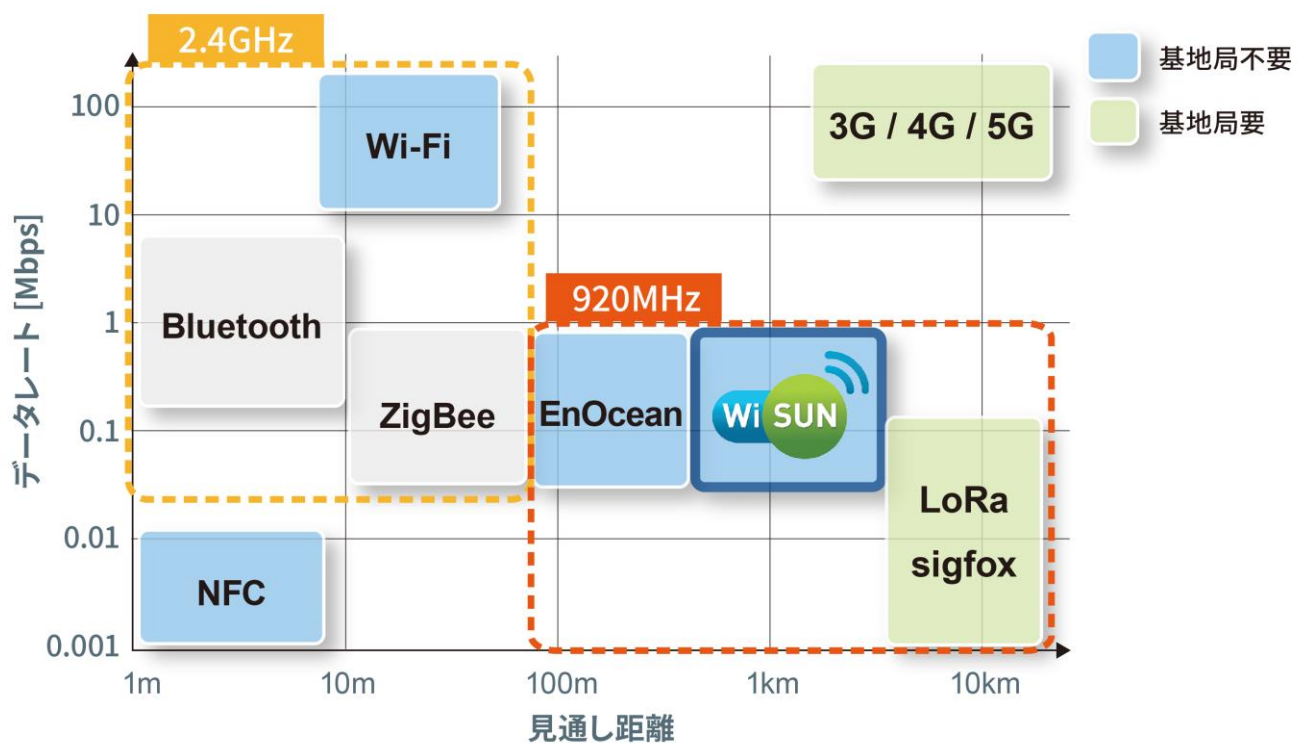 2.4GHz
基地局不要
基地局要
100
10
1
0.1
0.01
0.001
データレート [Mbps]
Wi-Fi
3G / 4G / 5G
Bluetooth
920MHz
ZigBee
EnOcean
Wi SUN
LoRa
sigfox
NFC
1m
10m
100m
1km
10km
見通し距離